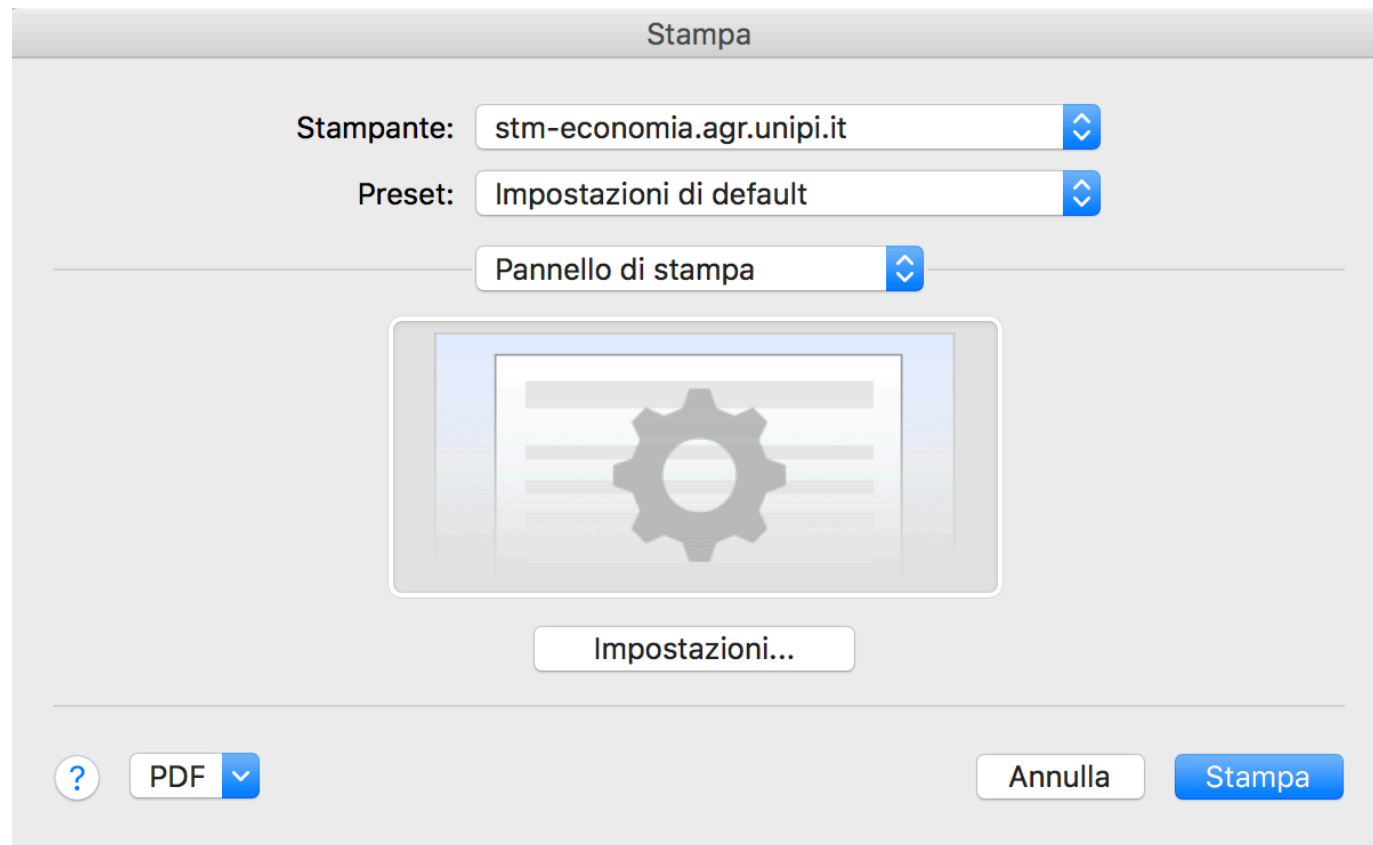 Stampa
Stampante: stm-economia.agr.unipi.it
Preset: Impostazioni di default
Pannello di stampa
Impostazioni...
? PDF Annulla Stampa